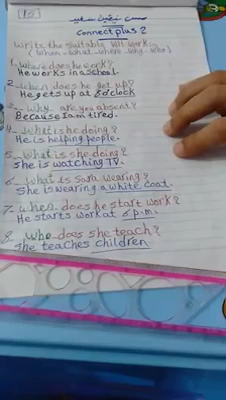 [10]
Connect plus 2
Write the suitable WH work
(when-what-where-why-who)
1- where does he work?
He works in a school.
2- when does he get up?
He gets up at 8 o'clock
3- why are you absent?
Because I am tired.
4- what is he doing?
He is helping people.
5- what is she doing?
She is watching TV.
6- what is Sara wearing?
She is wearing a white coat.
7- when does he start work?
He starts work at 6 p.m.
8- who does she teach?
She teaches children